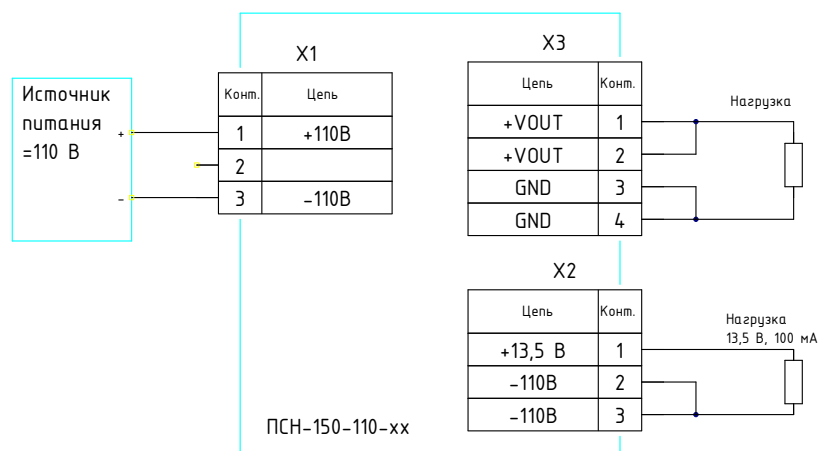 X1
X3
Источник
питания
=110 В
+
-
Конт. Цепь
1 +110В
2
3 -110В
Цепь Конт.
+VOUT 1
+VOUT 2
GND 3
GND 4
Нагрузка
X2
Цепь Конт.
+13,5 В 1
-110В 2
-110В 3
Нагрузка
13,5 В, 100 мА
ПСН-150-110-хх